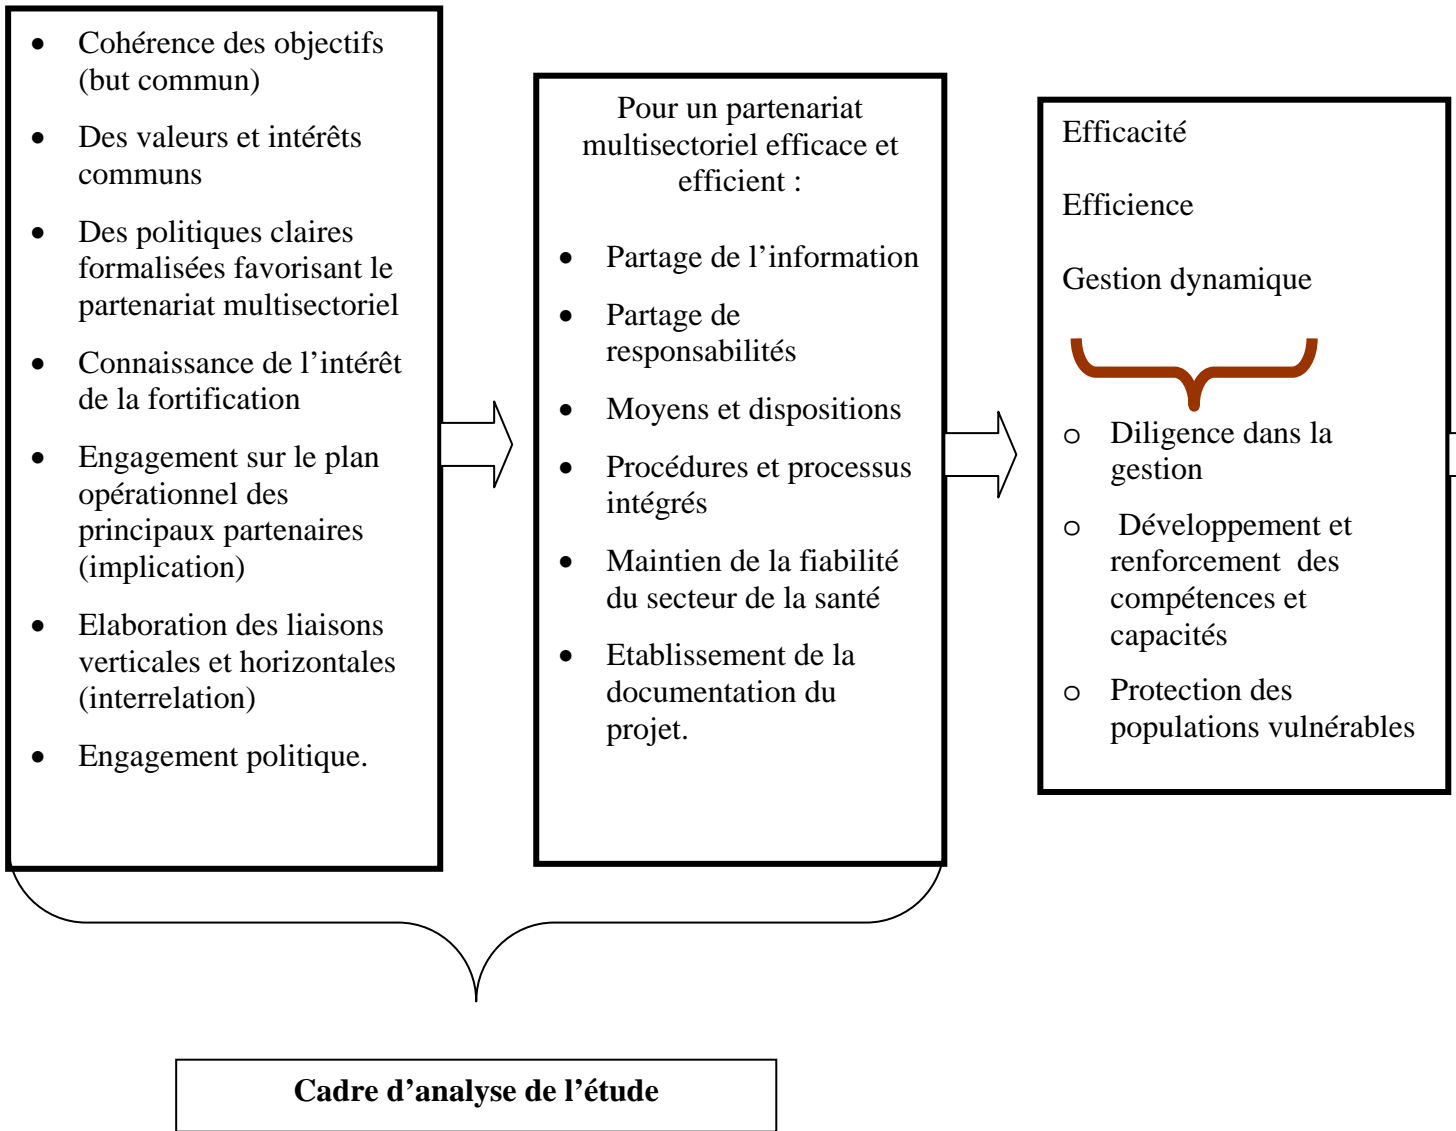 • Cohérence des objectifs
(but commun)
• Des valeurs et intérêts
communs
• Des politiques claires
formalisées favorisant le
partenariat multisectoriel
• Connaissance de l’intérêt
de la fortification
• Engagement sur le plan
opérationnel des
principaux partenaires
(implication)
• Elaboration des liaisons
verticales et horizontales
(interrelation)
• Engagement politique.
Pour un partenariat
multisectoriel efficace et
efficient :
• Partage de l’information
• Partage de
responsabilités
• Moyens et dispositions
• Procédures et processus
intégrés
• Maintien de la fiabilité
du secteur de la santé
• Etablissement de la
documentation du
projet.
Efficacité
Efficience
Gestion dynamique
o Diligence dans la
gestion
o Développement et
renforcement des
compétences et
capacités
o Protection des
populations vulnérables
Cadre d’analyse de l’étude